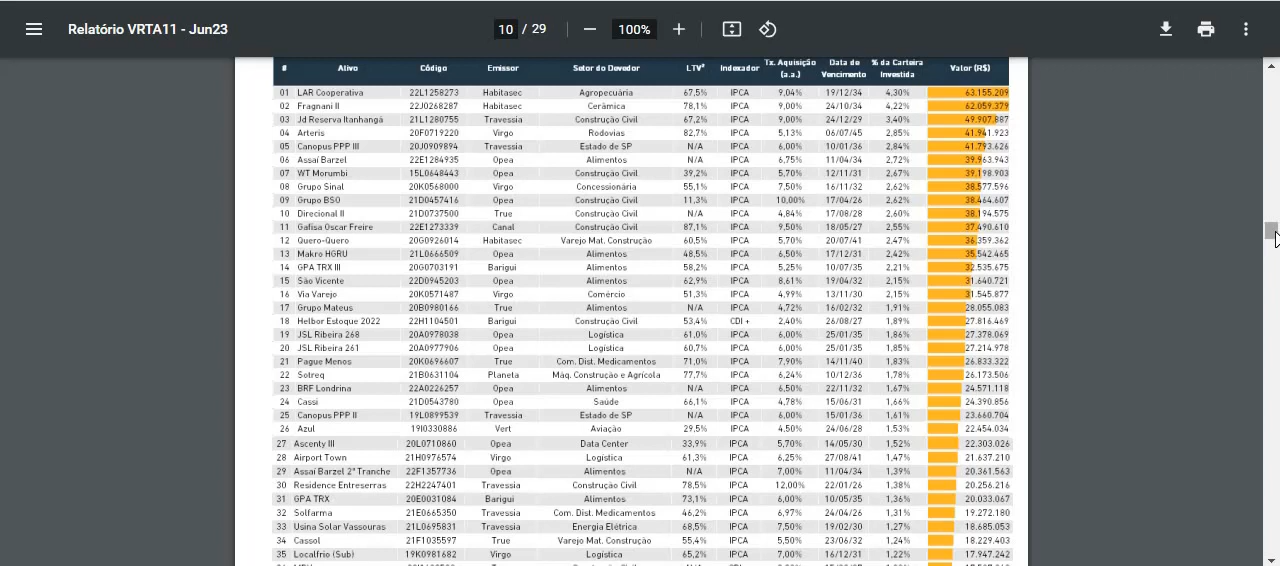 Relatório VRTA11 - Jun23
10 / 29
100%
# Ativo Código Emissor Setor do Devedor LTV² Indexador Tx. Aquisição (a.a.) Data de Vencimento % da Carteira Investida Valor (R$)
01 LAR Cooperativa 22L1258273 Habitasec Agropecuária 67,5% IPCA 9,04% 19/12/34 4,30% 63.155.209
02 Fragnani II 22J0268287 Habitasec Cerâmica 78,1% IPCA 9,00% 24/10/34 4,22% 62.059.379
03 Jd Reserva Itanhangá 21L1280755 Travessia Construção Civil 67,2% IPCA 9,00% 24/12/29 3,40% 49.907.887
04 Arteris 20F0719220 Virgo Rodovias 82,7% IPCA 5,13% 06/07/45 2,85% 41.941.923
05 Canopus PPP III 20J0909894 Travessia Estado de SP N/A IPCA 6,00% 10/01/36 2,84% 41.793.626
06 Assaí Barzel 22E1284935 Opea Alimentos N/A IPCA 6,75% 11/04/34 2,72% 39.963.943
07 WT Morumbi 15L0648443 Opea Construção Civil 39,2% IPCA 5,70% 12/11/31 2,67% 39.198.903
08 Grupo Sinal 20K0568000 Virgo Concessionária 55,1% IPCA 7,50% 16/11/32 2,62% 38.577.596
09 Grupo BSO 21D0457416 Opea Construção Civil 11,3% IPCA 10,00% 17/04/26 2,62% 38.464.607
10 Direcional II 21D0737500 True Construção Civil N/A IPCA 4,84% 17/08/28 2,60% 38.194.575
11 Gafisa Oscar Freire 22E1273339 Canal Construção Civil 87,1% IPCA 9,50% 18/05/27 2,55% 37.490.610
12 Quero-Quero 20G0926014 Habitasec Varejo Mat. Construção 60,5% IPCA 5,70% 20/07/41 2,47% 36.359.362
13 Makro HGRU 21L0666509 Opea Alimentos 48,5% IPCA 6,50% 17/12/31 2,42% 35.542.465
14 GPA TRX III 20G0703191 Barigui Alimentos 58,2% IPCA 5,25% 10/07/35 2,21% 32.535.675
15 São Vicente 22D0945203 Opea Alimentos 62,9% IPCA 8,61% 19/04/32 2,15% 31.640.721
16 Via Varejo 20K0571487 Virgo Comércio 51,3% IPCA 4,99% 13/11/30 2,15% 31.545.877
17 Grupo Mateus 20B0980166 True Alimentos N/A IPCA 4,72% 16/02/32 1,91% 28.055.083
18 Helbor Estoque 2022 22H1104501 Barigui Construção Civil 53,4% CDI + 2,40% 26/08/27 1,89% 27.816.469
19 JSL Ribeira 268 20A0978038 Opea Logística 61,0% IPCA 6,00% 25/01/35 1,86% 27.378.069
20 JSL Ribeira 261 20A0977906 Opea Logística 60,7% IPCA 6,00% 25/01/35 1,85% 27.214.978
21 Pague Menos 20K0696607 True Com. Dist. Medicamentos 71,0% IPCA 7,90% 14/11/40 1,83% 26.833.322
22 Sotreq 21B0631104 Planeta Máq. Construção e Agrícola 77,7% IPCA 6,24% 10/12/36 1,78% 26.173.506
23 BRF Londrina 22A0226257 Opea Alimentos N/A IPCA 6,50% 22/11/32 1,67% 24.571.118
24 Cassi 21D0543780 Opea Saúde 66,1% IPCA 4,78% 15/06/31 1,66% 24.390.856
25 Canopus PPP II 19L0899539 Travessia Estado de SP N/A IPCA 6,00% 15/01/36 1,61% 23.660.704
26 Azul 19I0330886 Vert Aviação 29,5% IPCA 4,50% 24/06/28 1,53% 22.454.034
27 Ascenty III 20L0710860 Opea Data Center 33,9% IPCA 5,70% 14/05/30 1,52% 22.303.026
28 Airport Town 21H0976574 Virgo Logística 61,3% IPCA 6,25% 27/08/41 1,47% 21.637.210
29 Assaí Barzel 2ª Tranche 22F1357736 Opea Alimentos N/A IPCA 7,00% 11/04/34 1,39% 20.361.563
30 Residence Entreserras 22H2247401 Travessia Construção Civil 78,5% IPCA 12,00% 22/01/26 1,38% 20.256.216
31 GPA TRX 20E0031084 Barigui Alimentos 73,1% IPCA 6,00% 10/05/35 1,36% 20.033.067
32 Solfarma 21E0665350 Travessia Com. Dist. Medicamentos 46,2% IPCA 6,97% 24/04/26 1,31% 19.272.180
33 Usina Solar Vassouras 21L0695831 Travessia Energia Elétrica 68,5% IPCA 7,50% 19/02/30 1,27% 18.685.053
34 Cassol 21F1035597 True Varejo Mat. Construção 55,4% IPCA 5,50% 23/06/32 1,24% 18.229.403
35 Localfrio (Sub) 19K0981682 Virgo Logística 65,2% IPCA 7,00% 16/12/31 1,22% 17.947.242